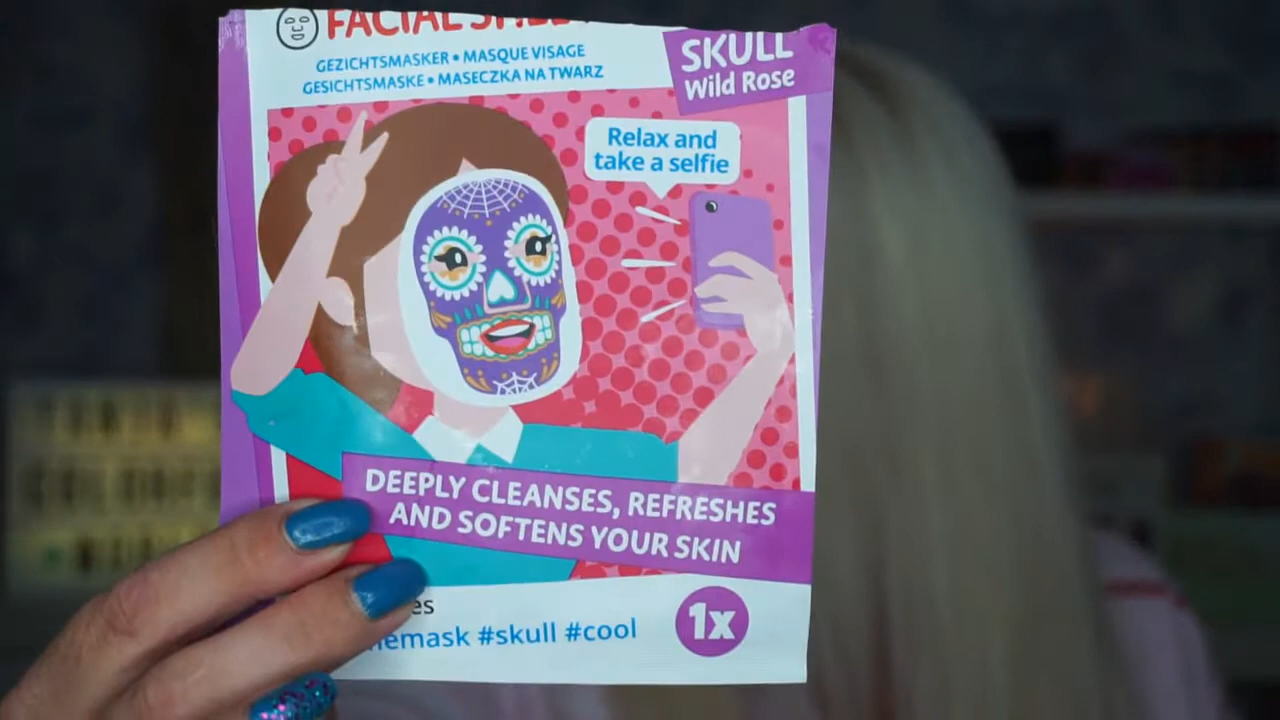 FACIAL
SKULL
Wild Rose
GEZICHTSMASKER • MASQUE VISAGE
GESICHTSMASKE • MASECZKA NA TWARZ
Relax and
take a selfie
DEEPLY CLEANSES, REFRESHES
AND SOFTENS YOUR SKIN
1x
#skull #cool